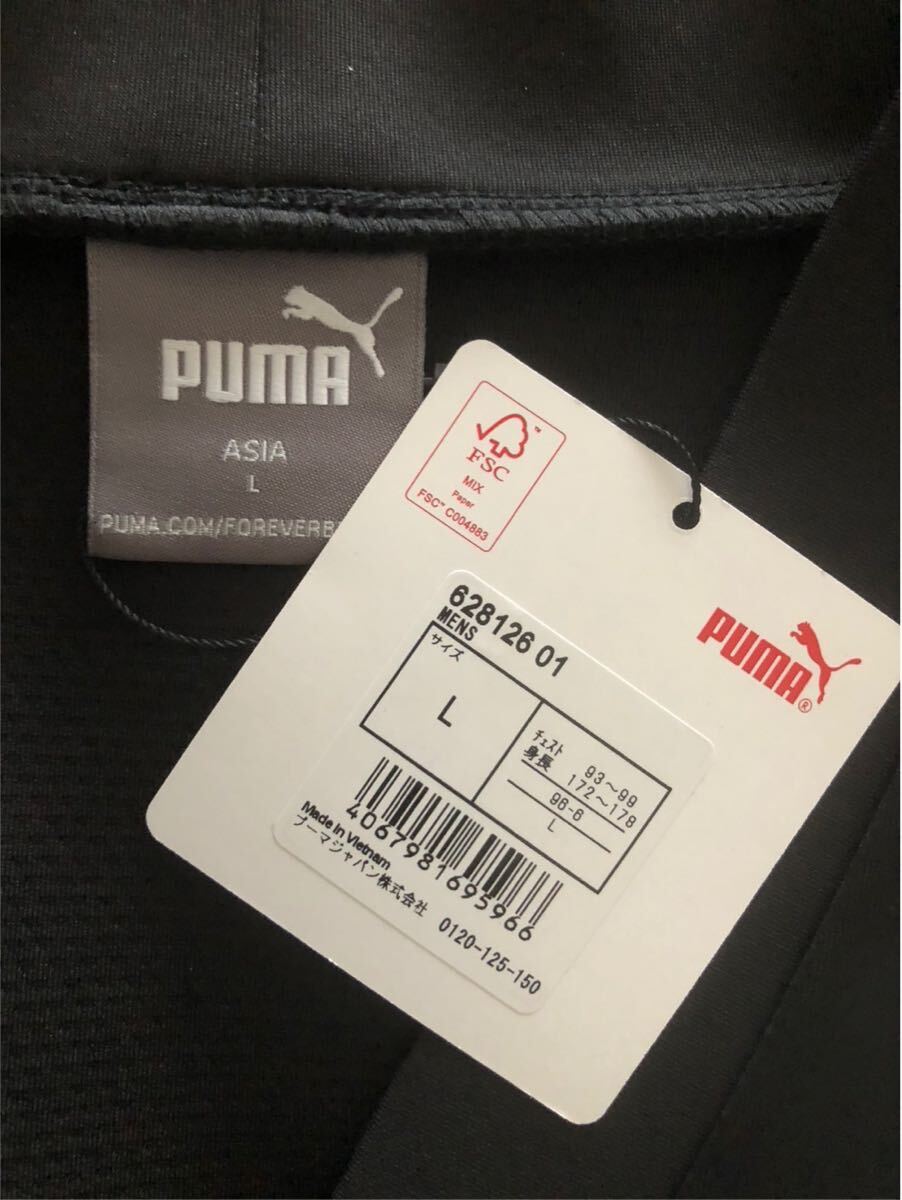 PUMA
ASIA
L
PUMA.COM/FOREVERB
FSC
MIX
Paper
FSC™ C004883
PUMA®
628126 01
MENS
サイズ
L
チェスト 93～99
身長 172～178
96-6
L
4067981695966
Made in Vietnam
プーマジャパン株式会社 0120-125-150